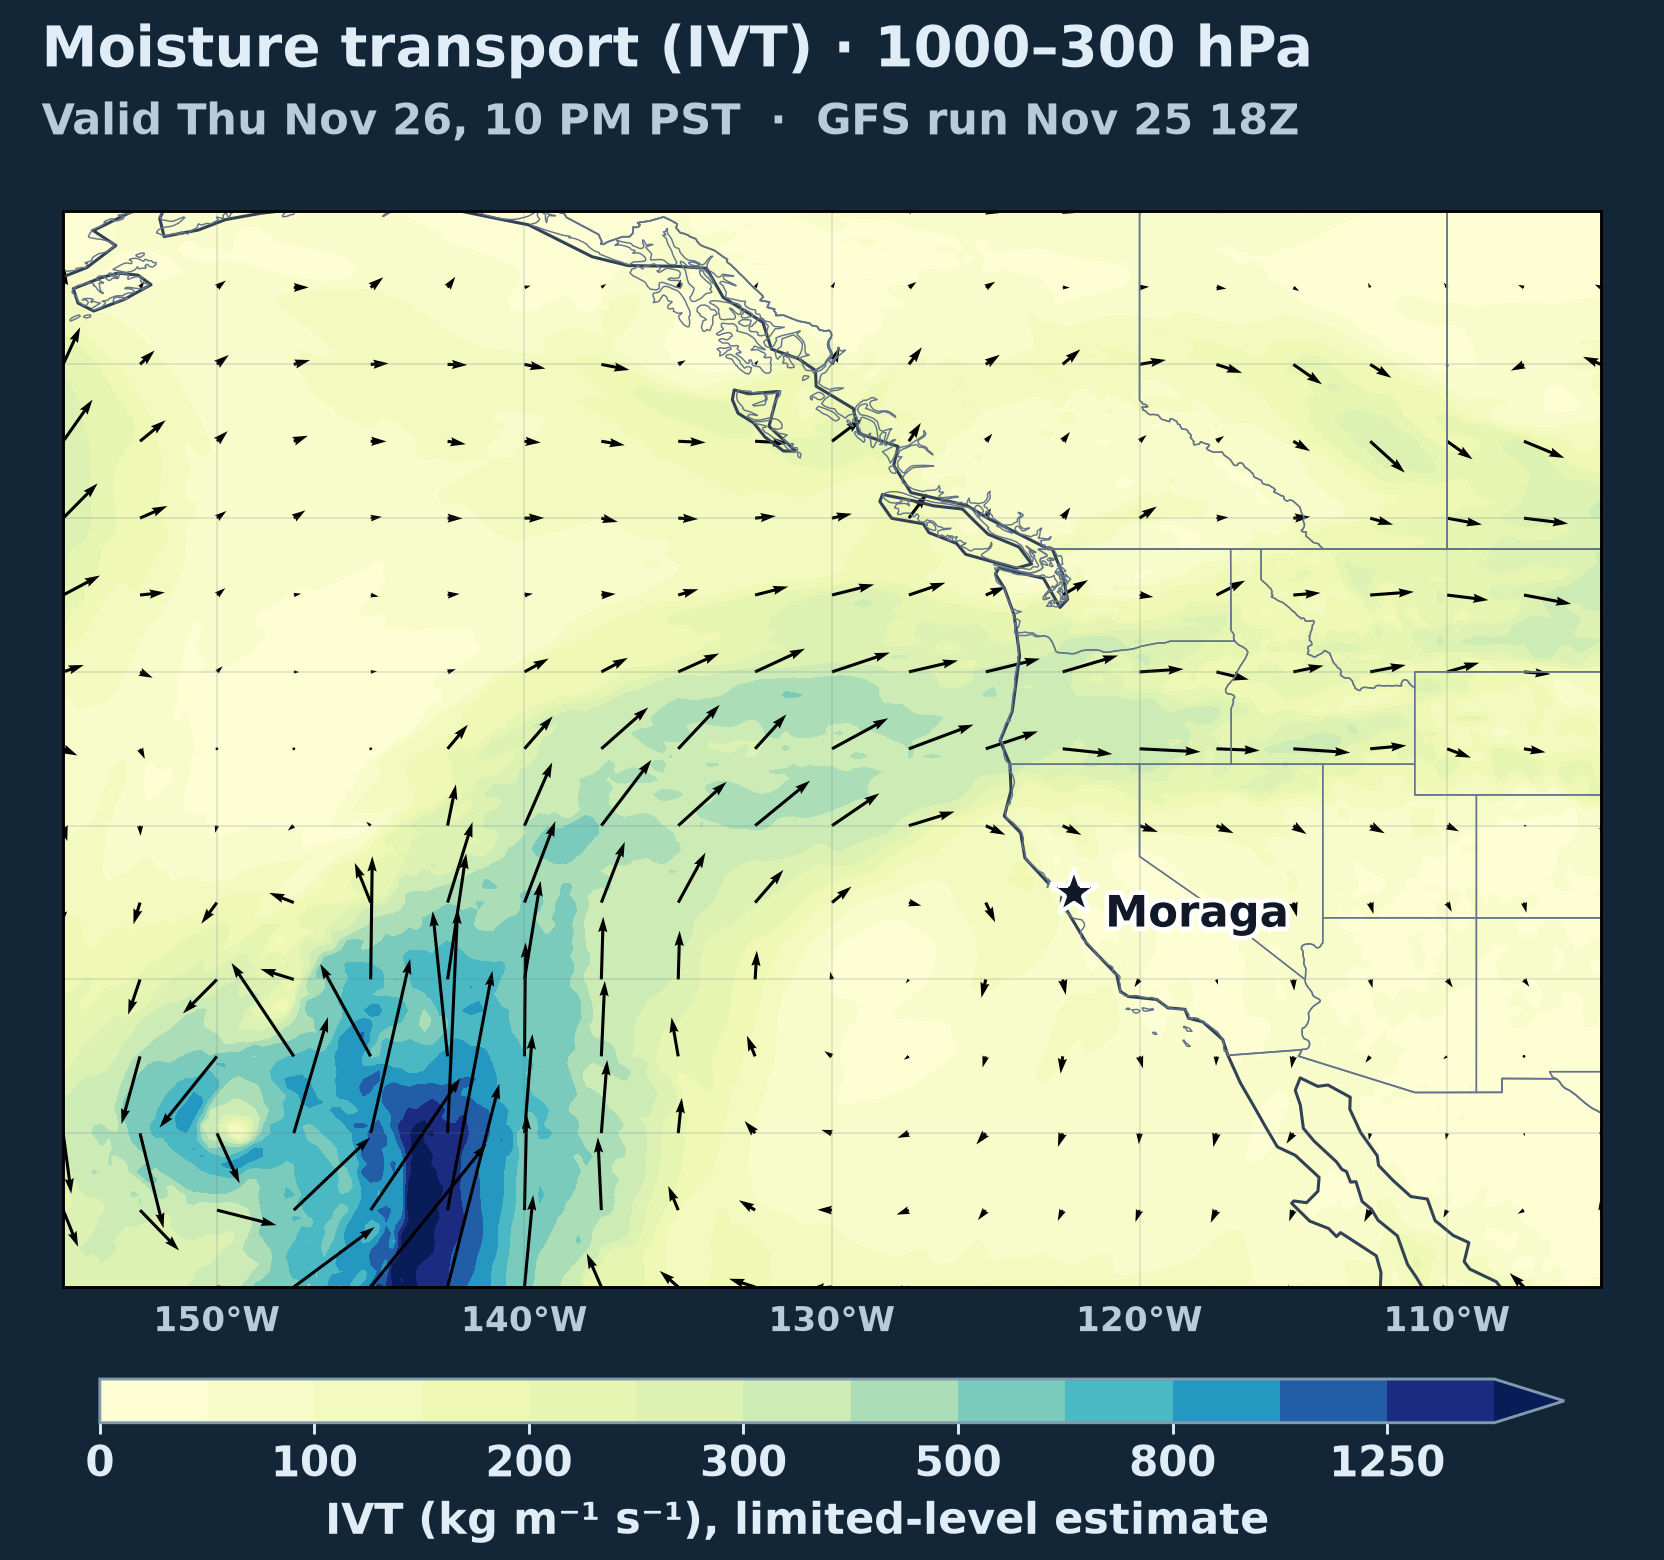 Moisture transport (IVT) · 1000–300 hPa
Valid Thu Nov 26, 10 PM PST · GFS run Nov 25 18Z
Moraga
150°W 140°W 130°W 120°W 110°W
0 100 200 300 500 800 1250
IVT (kg m⁻¹ s⁻¹), limited-level estimate